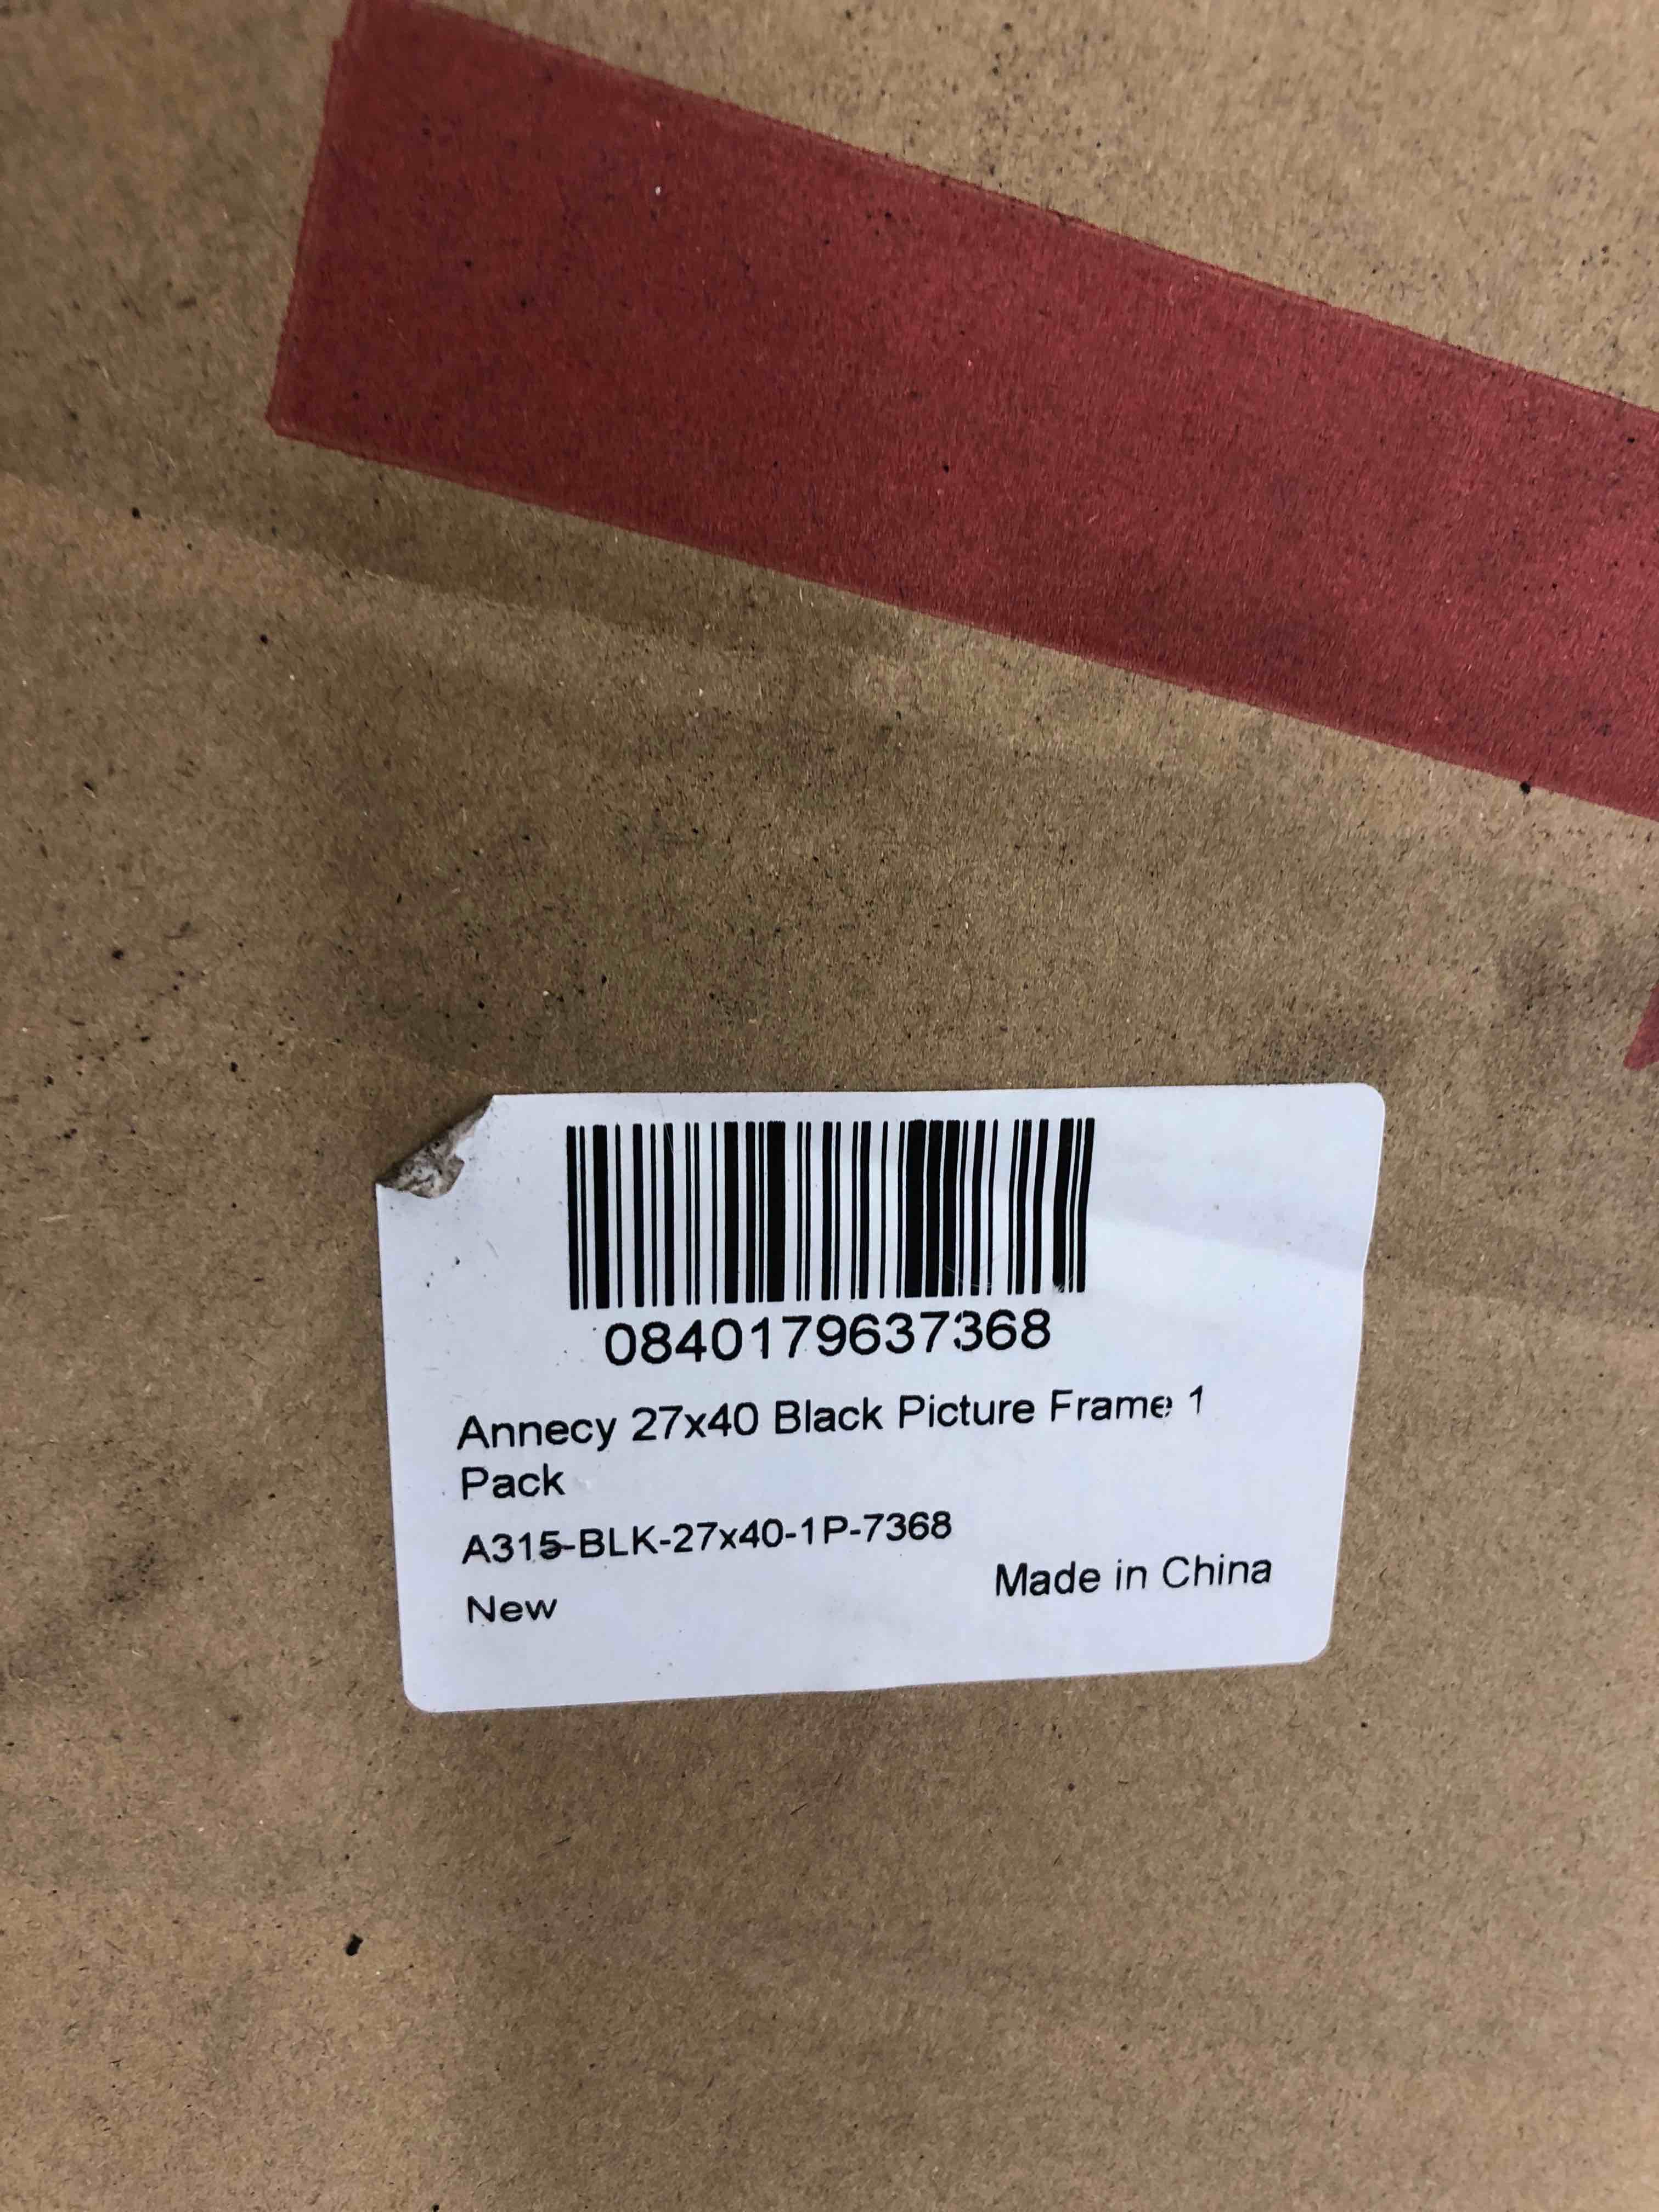 0840179637368
Annecy 27x40 Black Picture Frame 1
Pack
A315-BLK-27x40-1P-7368
Made in China
New